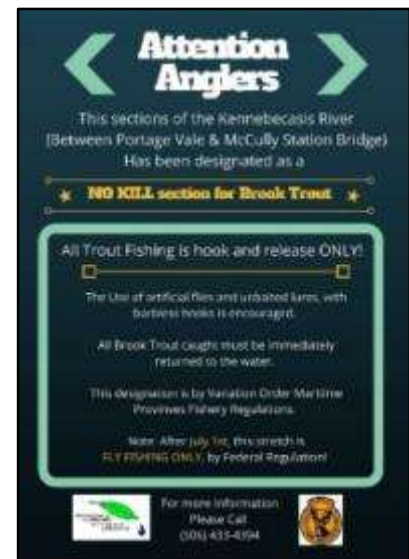 Attention
Anglers
This sections of the Kennebecasis River
(Between Portage Vale & McCully Station Bridge)
Has been designated as a
NO KILL section for Brook Trout
All Trout Fishing is hook and release ONLY!
The Use of artificial flies and unbaited lures, with
barbless hooks is encouraged.
All Brook Trout caught must be immediately
returned to the water.
This designation is by Variation Order Maritime
Provinces Fishery Regulations.
Note: After July 1st, this stretch is
FLY FISHING ONLY, by Federal Regulation!
For more Information
Please Call
(506) 433-4394